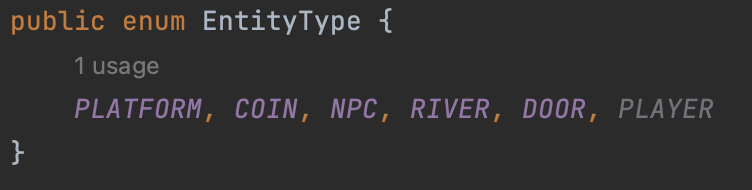 public enum EntityType {
1 usage
PLATFORM, COIN, NPC, RIVER, DOOR, PLAYER
}